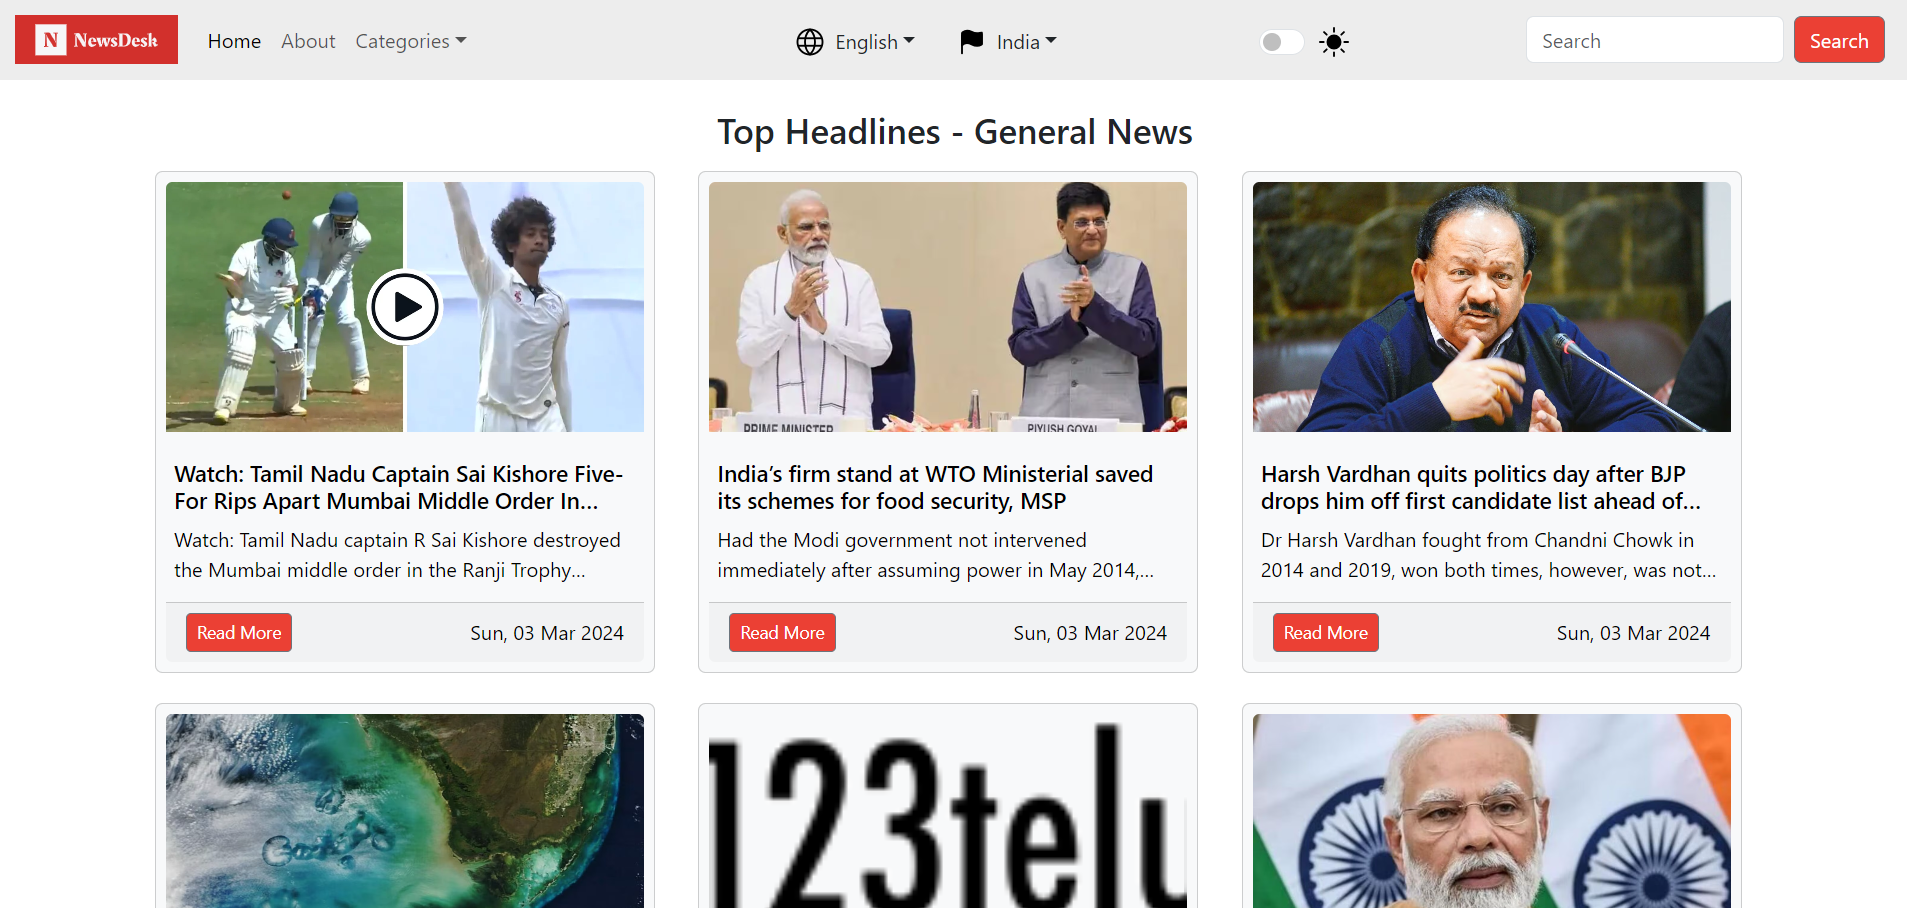 N NewsDesk
Home
About
Categories
English
India
Search
Search
Top Headlines - General News
PRIME MINISTER
PIYUSH GOYAL
Watch: Tamil Nadu Captain Sai Kishore Five-
For Rips Apart Mumbai Middle Order In...
Watch: Tamil Nadu captain R Sai Kishore destroyed
the Mumbai middle order in the Ranji Trophy...
Read More
Sun, 03 Mar 2024
India’s firm stand at WTO Ministerial saved
its schemes for food security, MSP
Had the Modi government not intervened
immediately after assuming power in May 2014,...
Read More
Sun, 03 Mar 2024
Harsh Vardhan quits politics day after BJP
drops him off first candidate list ahead of...
Dr Harsh Vardhan fought from Chandni Chowk in
2014 and 2019, won both times, however, was not...
Read More
Sun, 03 Mar 2024
123telu